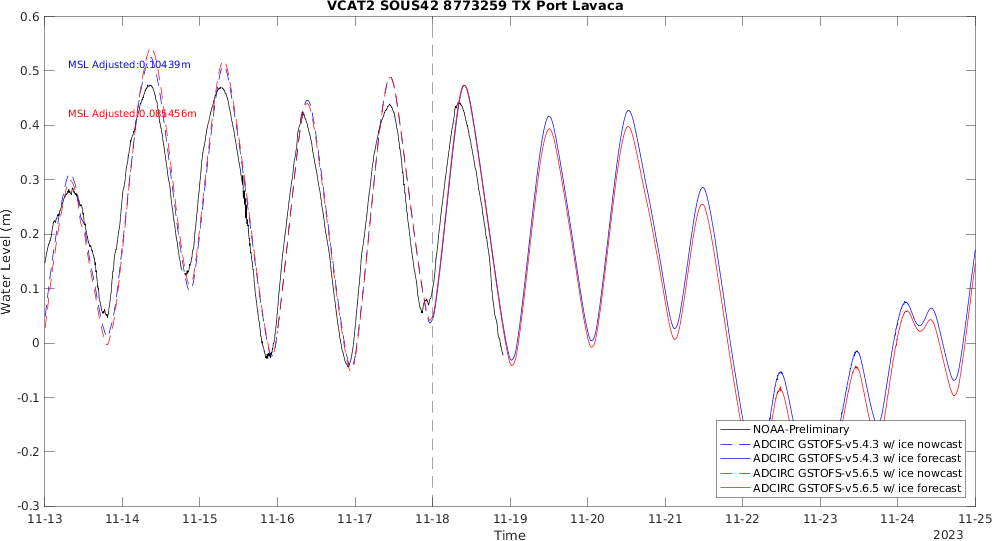 VCAT2 SOUS42 8773259 TX Port Lavaca
0.6
0.5
0.4
0.3
0.2
0.1
0
-0.1
-0.2
-0.3
Water Level (m)
MSL Adjusted:0.10439m
MSL Adjusted:0.085456m
NOAA-Preliminary
ADCIRC GSTOFS-v5.4.3 w/ ice nowcast
ADCIRC GSTOFS-v5.4.3 w/ ice forecast
ADCIRC GSTOFS-v5.6.5 w/ ice nowcast
ADCIRC GSTOFS-v5.6.5 w/ ice forecast
11-13 11-14 11-15 11-16 11-17 11-18 11-19 11-20 11-21 11-22 11-23 11-24 11-25
Time
2023